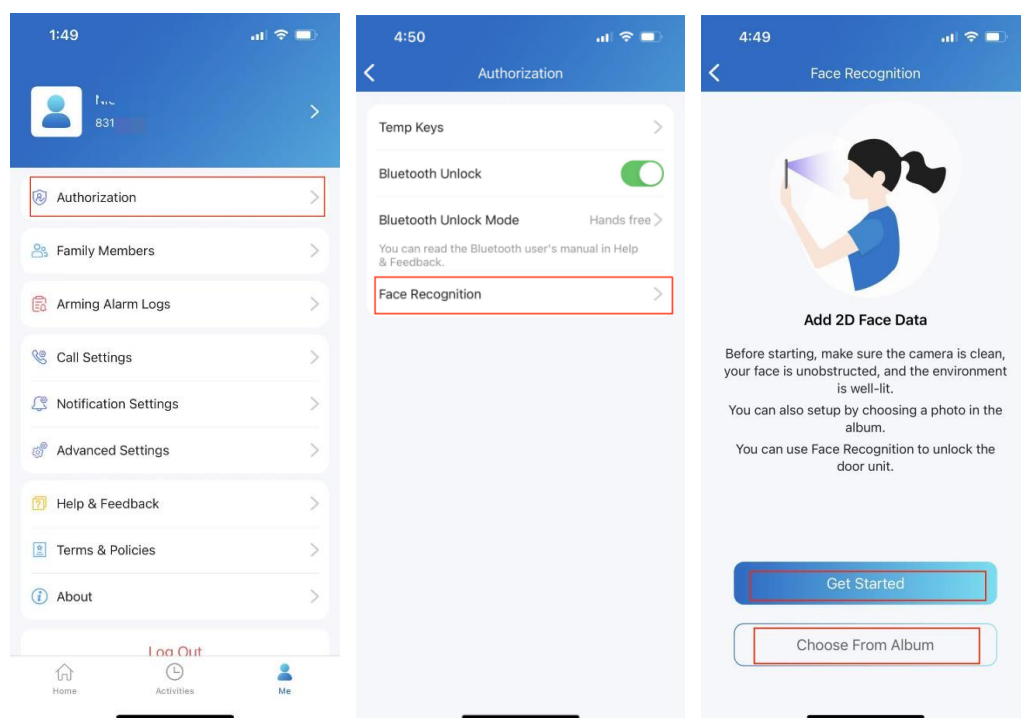 1:49
831
Authorization
Family Members
Arming Alarm Logs
Call Settings
Notification Settings
Advanced Settings
Help & Feedback
Terms & Policies
About
Log Out
Home
Activities
Me
4:50
Authorization
Temp Keys
Bluetooth Unlock
Bluetooth Unlock Mode
Hands free
You can read the Bluetooth user's manual in Help
& Feedback.
Face Recognition
4:49
Face Recognition
Add 2D Face Data
Before starting, make sure the camera is clean,
your face is unobstructed, and the environment
is well-lit.
You can also setup by choosing a photo in the
album.
You can use Face Recognition to unlock the
door unit.
Get Started
Choose From Album